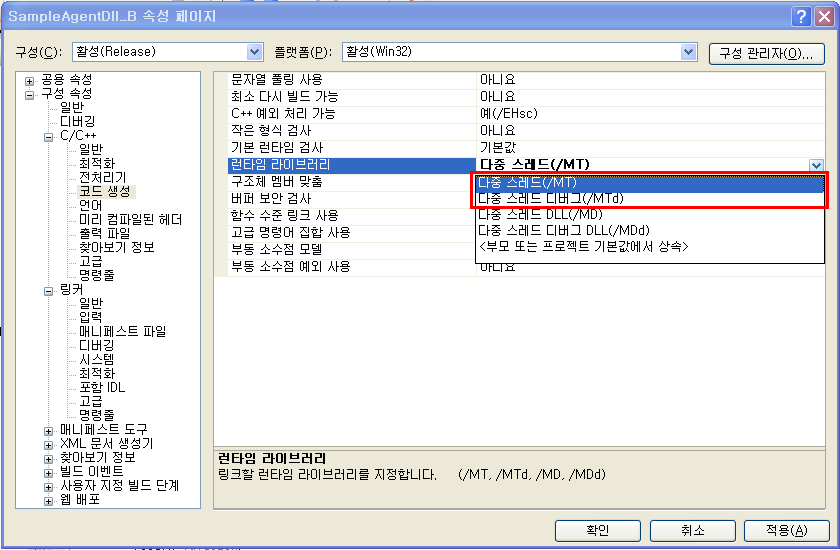 SampleAgentDll_B 속성 페이지
구성(C): 활성(Release) 플랫폼(P): 활성(Win32) 구성 관리자(O)...
공용 속성
구성 속성
일반
디버깅
C/C++
일반
최적화
전처리기
코드 생성
언어
미리 컴파일된 헤더
출력 파일
찾아보기 정보
고급
명령줄
링커
일반
입력
매니페스트 파일
디버깅
시스템
최적화
포함 IDL
고급
명령줄
매니페스트 도구
XML 문서 생성기
찾아보기 정보
빌드 이벤트
사용자 지정 빌드 단계
웹 배포
문자열 풀링 사용 아니요
최소 다시 빌드 가능 아니요
C++ 예외 처리 가능 예(/EHsc)
작은 형식 검사 아니요
기본 런타임 검사 기본값
런타임 라이브러리 다중 스레드(/MT)
구조체 멤버 맞춤 다중 스레드(/MT)
버퍼 보안 검사 다중 스레드 디버그(/MTd)
함수 수준 링크 사용 다중 스레드 DLL(/MD)
고급 명령어 집합 사용 다중 스레드 디버그 DLL(/MDd)
부동 소수점 모델 <부모 또는 프로젝트 기본값에서 상속>
부동 소수점 예외 사용 아니요
런타임 라이브러리
링크할 런타임 라이브러리를 지정합니다. (/MT, /MTd, /MD, /MDd)
확인 취소 적용(A)